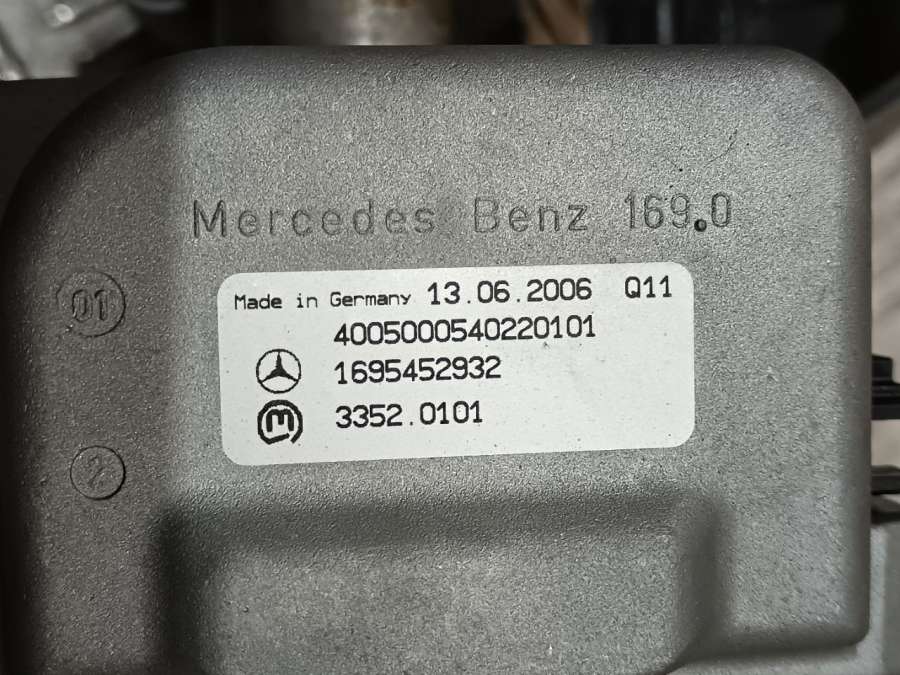 Mercedes Benz 169.0
01
Made in Germany 13.06.2006 Q11
4005000540220101
1695452932
3352.0101
2